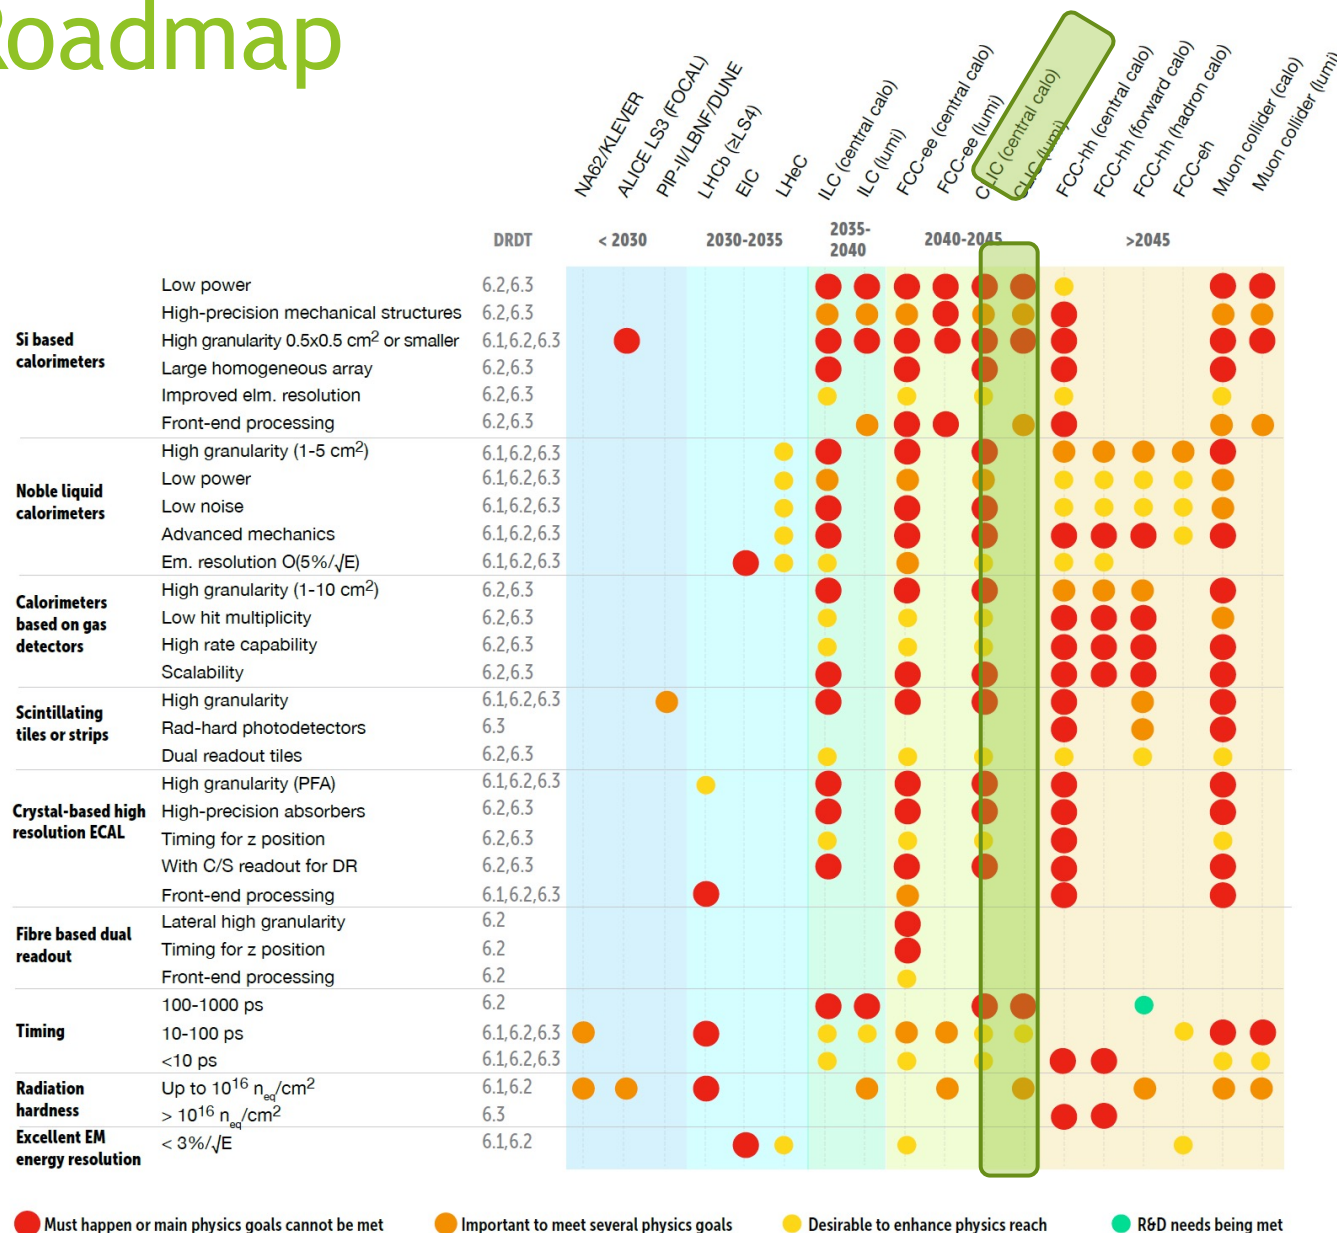 Roadmap
NA62/KLEVER
ALICE LS3 (FOCAL)
PIP-II/LBNF/DUNE
LHCb (≥LS4)
EIC
LHeC
ILC (central calo)
ILC (lumi)
FCC-ee (central calo)
FCC-ee (lumi)
CLIC (central calo)
CLIC (lumi)
FCC-hh (central calo)
FCC-hh (forward calo)
FCC-hh (hadron calo)
FCC-eh
Muon collider (calo)
Muon collider (lumi)
DRDT < 2030 2030-2035 2035-2040 2040-2045 >2045
Si based calorimeters
Low power 6.2,6.3
High-precision mechanical structures 6.2,6.3
High granularity 0.5x0.5 cm² or smaller 6.1,6.2,6.3
Large homogeneous array 6.2,6.3
Improved elm. resolution 6.2,6.3
Front-end processing 6.2,6.3
Noble liquid calorimeters
High granularity (1-5 cm²) 6.1,6.2,6.3
Low power 6.1,6.2,6.3
Low noise 6.1,6.2,6.3
Advanced mechanics 6.1,6.2,6.3
Em. resolution O(5%/√E) 6.1,6.2,6.3
Calorimeters based on gas detectors
High granularity (1-10 cm²) 6.2,6.3
Low hit multiplicity 6.2,6.3
High rate capability 6.2,6.3
Scalability 6.2,6.3
Scintillating tiles or strips
High granularity 6.1,6.2,6.3
Rad-hard photodetectors 6.3
Dual readout tiles 6.2,6.3
Crystal-based high resolution ECAL
High granularity (PFA) 6.1,6.2,6.3
High-precision absorbers 6.2,6.3
Timing for z position 6.2,6.3
With C/S readout for DR 6.2,6.3
Front-end processing 6.1,6.2,6.3
Fibre based dual readout
Lateral high granularity 6.2
Timing for z position 6.2
Front-end processing 6.2
Timing
100-1000 ps 6.2
10-100 ps 6.1,6.2,6.3
<10 ps 6.1,6.2,6.3
Radiation hardness
Up to 10¹⁶ n_eq/cm² 6.1,6.2
> 10¹⁶ n_eq/cm² 6.3
Excellent EM energy resolution
< 3%/√E 6.1,6.2
Must happen or main physics goals cannot be met
Important to meet several physics goals
Desirable to enhance physics reach
R&D needs being met